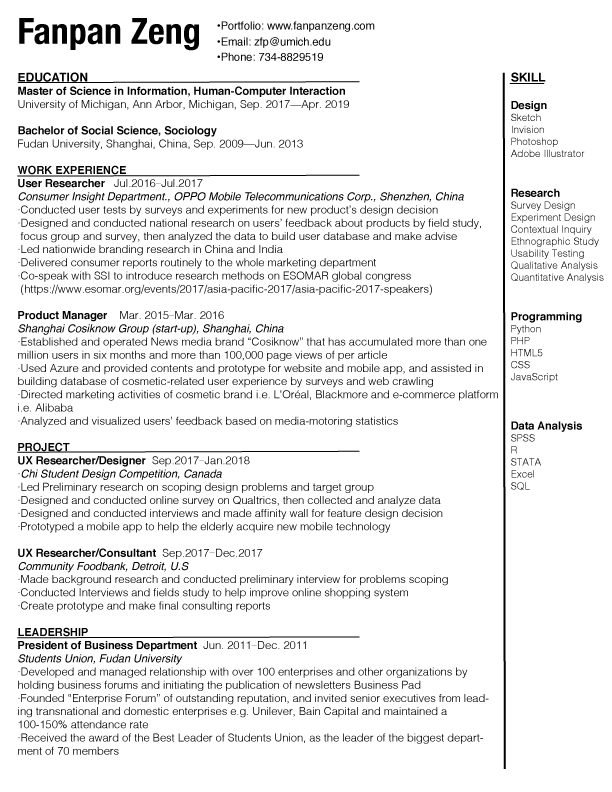 Fanpan Zeng
•Portfolio: www.fanpanzeng.com
•Email: zfp@umich.edu
•Phone: 734-8829519
EDUCATION
Master of Science in Information, Human-Computer Interaction
University of Michigan, Ann Arbor, Michigan, Sep. 2017—Apr. 2019
Bachelor of Social Science, Sociology
Fudan University, Shanghai, China, Sep. 2009—Jun. 2013
WORK EXPERIENCE
User Researcher Jul.2016–Jul.2017
Consumer Insight Department., OPPO Mobile Telecommunications Corp., Shenzhen, China
·Conducted user tests by surveys and experiments for new product's design decision
·Designed and conducted national research on users' feedback about products by field study,
focus group and survey, then analyzed the data to build user database and make advise
·Led nationwide branding research in China and India
·Delivered consumer reports routinely to the whole marketing department
·Co-speak with SSI to introduce research methods on ESOMAR global congress
(https://www.esomar.org/events/2017/asia-pacific-2017/asia-pacific-2017-speakers)
Product Manager Mar. 2015–Mar. 2016
Shanghai Cosiknow Group (start-up), Shanghai, China
·Established and operated News media brand "Cosiknow" that has accumulated more than one
million users in six months and more than 100,000 page views of per article
·Used Azure and provided contents and prototype for website and mobile app, and assisted in
building database of cosmetic-related user experience by surveys and web crawling
·Directed marketing activities of cosmetic brand i.e. L'Oréal, Blackmore and e-commerce platform
i.e. Alibaba
·Analyzed and visualized users' feedback based on media-motoring statistics
PROJECT
UX Researcher/Designer Sep.2017–Jan.2018
·Chi Student Design Competition, Canada
·Led Preliminary research on scoping design problems and target group
·Designed and conducted online survey on Qualtrics, then collected and analyze data
·Designed and conducted interviews and made affinity wall for feature design decision
·Prototyped a mobile app to help the elderly acquire new mobile technology
UX Researcher/Consultant Sep.2017–Dec.2017
Community Foodbank, Detroit, U.S
·Made background research and conducted preliminary interview for problems scoping
·Conducted Interviews and fields study to help improve online shopping system
·Create prototype and make final consulting reports
LEADERSHIP
President of Business Department Jun. 2011–Dec. 2011
Students Union, Fudan University
·Developed and managed relationship with over 100 enterprises and other organizations by
holding business forums and initiating the publication of newsletters Business Pad
·Founded "Enterprise Forum" of outstanding reputation, and invited senior executives from lead-
ing transnational and domestic enterprises e.g. Unilever, Bain Capital and maintained a
100-150% attendance rate
·Received the award of the Best Leader of Students Union, as the leader of the biggest depart-
ment of 70 members
SKILL
Design
Sketch
Invision
Photoshop
Adobe Illustrator
Research
Survey Design
Experiment Design
Contextual Inquiry
Ethnographic Study
Usability Testing
Qualitative Analysis
Quantitative Analysis
Programming
Python
PHP
HTML5
CSS
JavaScript
Data Analysis
SPSS
R
STATA
Excel
SQL